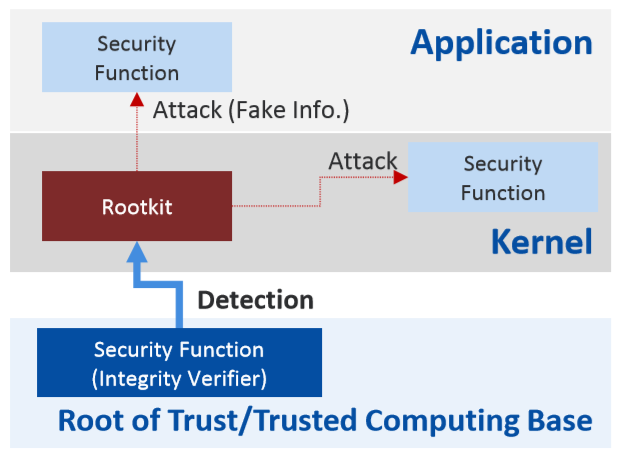 Security
Function
Application
Attack (Fake Info.)
Attack
Security
Function
Rootkit
Kernel
Detection
Security Function
(Integrity Verifier)
Root of Trust/Trusted Computing Base